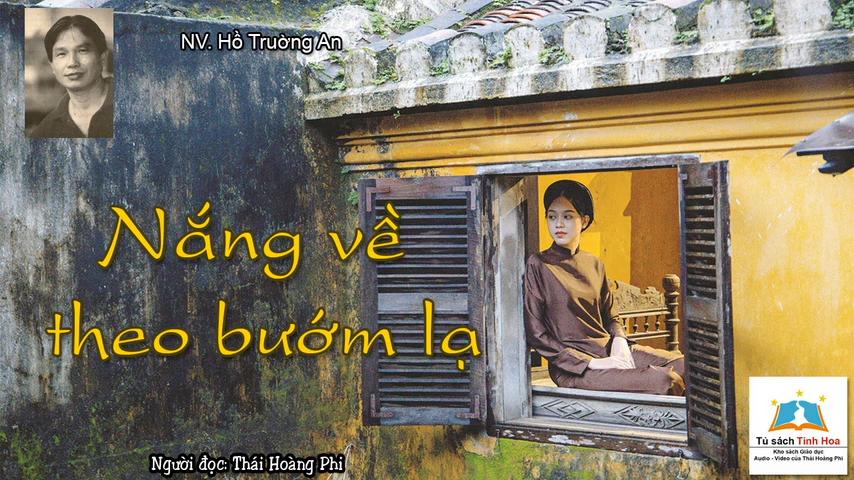 NV. Hồ Trường An
Nắng về
theo bướm lạ
Người đọc: Thái Hoàng Phi
Tủ sách Tinh Hoa
Kho sách Giáo dục
Audio - Video của Thái Hoàng Phi